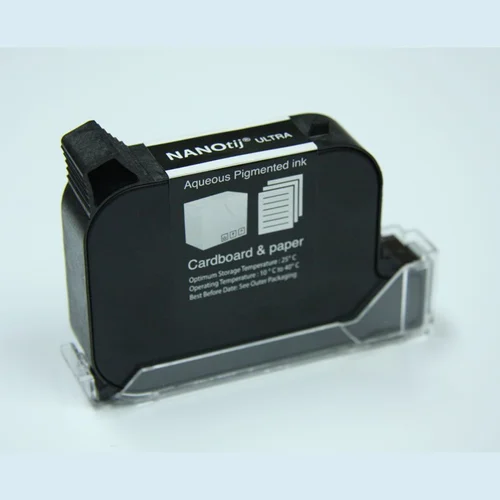 NANOtij® ULTRA
Aqueous Pigmented ink
Cardboard & paper
Optimum Storage Temperature : 25° C
Operating Temperature : 10 ° C to 40° C
Best Before Date: See Outer Packaging